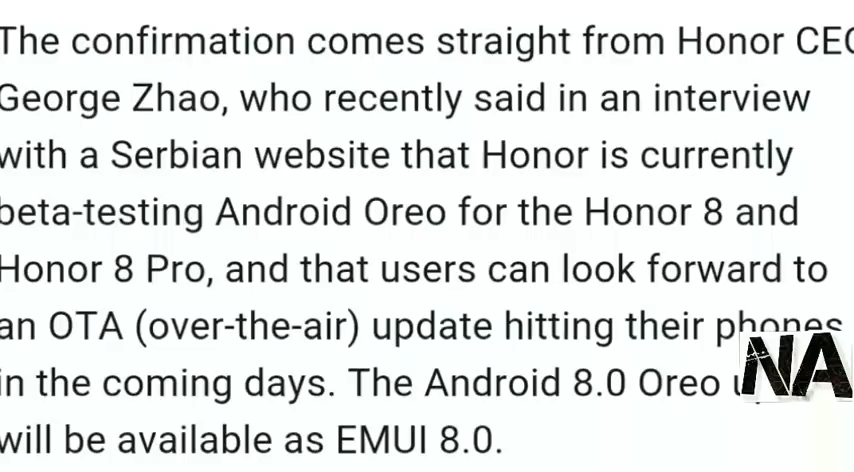 The confirmation comes straight from Honor CEO
George Zhao, who recently said in an interview
with a Serbian website that Honor is currently
beta-testing Android Oreo for the Honor 8 and
Honor 8 Pro, and that users can look forward to
an OTA (over-the-air) update hitting their phones
in the coming days. The Android 8.0 Oreo
NA
will be available as EMUI 8.0.